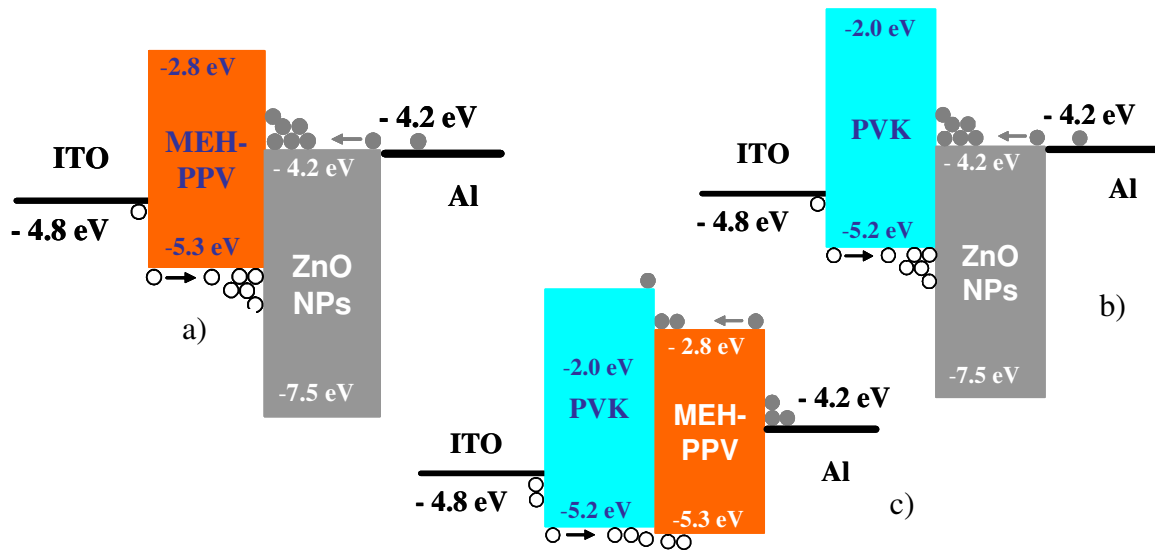 -2.8 eV
MEH-
PPV
-5.3 eV
ITO
- 4.8 eV
- 4.2 eV
Al
- 4.2 eV
ZnO
NPs
-7.5 eV
a)
-2.0 eV
PVK
-5.2 eV
ITO
- 4.8 eV
- 4.2 eV
Al
- 4.2 eV
ZnO
NPs
-7.5 eV
b)
-2.0 eV
PVK
-5.2 eV
ITO
- 4.8 eV
- 2.8 eV
MEH-
PPV
-5.3 eV
- 4.2 eV
Al
c)